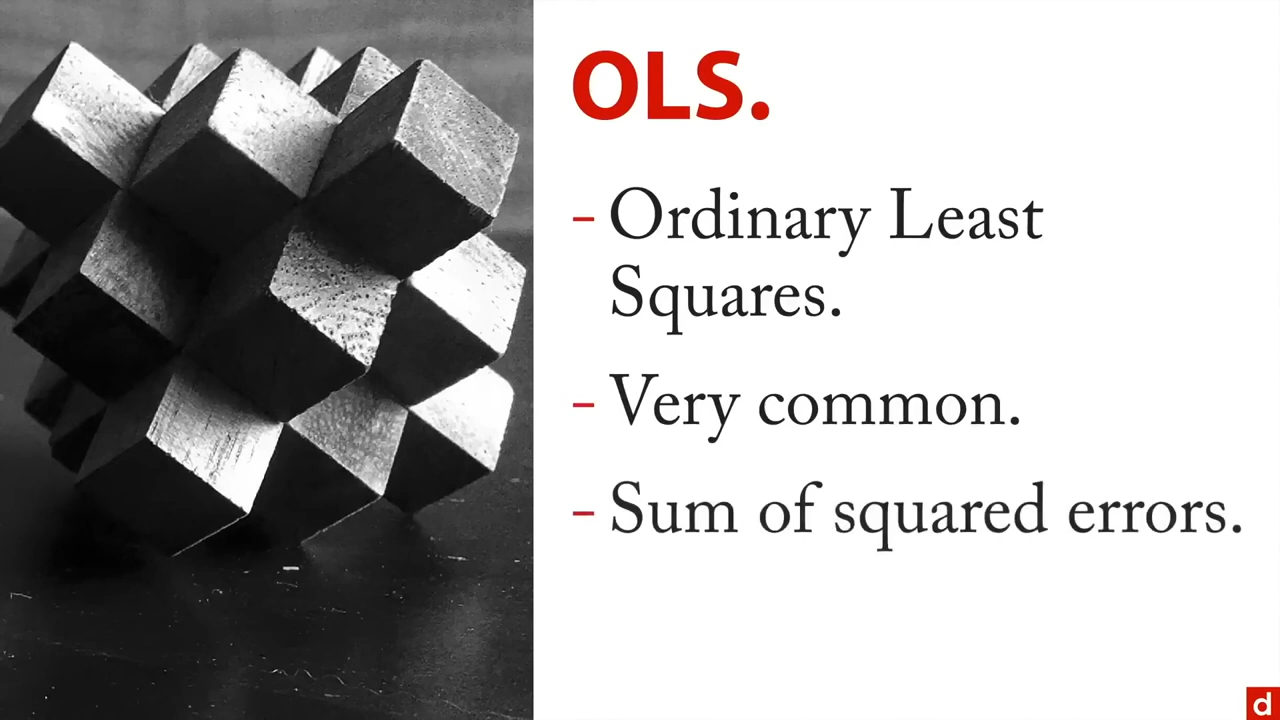 OLS.
- Ordinary Least
Squares.
- Very common.
- Sum of squared errors.
d